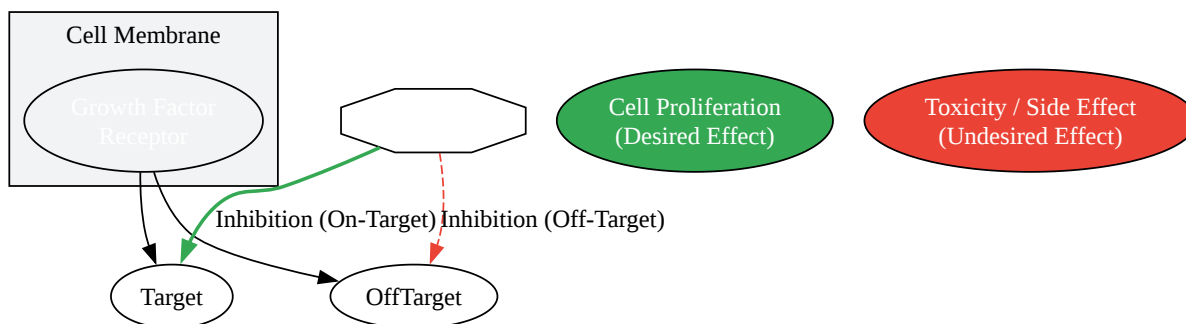 Cell Membrane
Growth Factor
Receptor
Cell Proliferation
(Desired Effect)
Toxicity / Side Effect
(Undesired Effect)
Inhibition (On-Target)
Inhibition (Off-Target)
Target
OffTarget